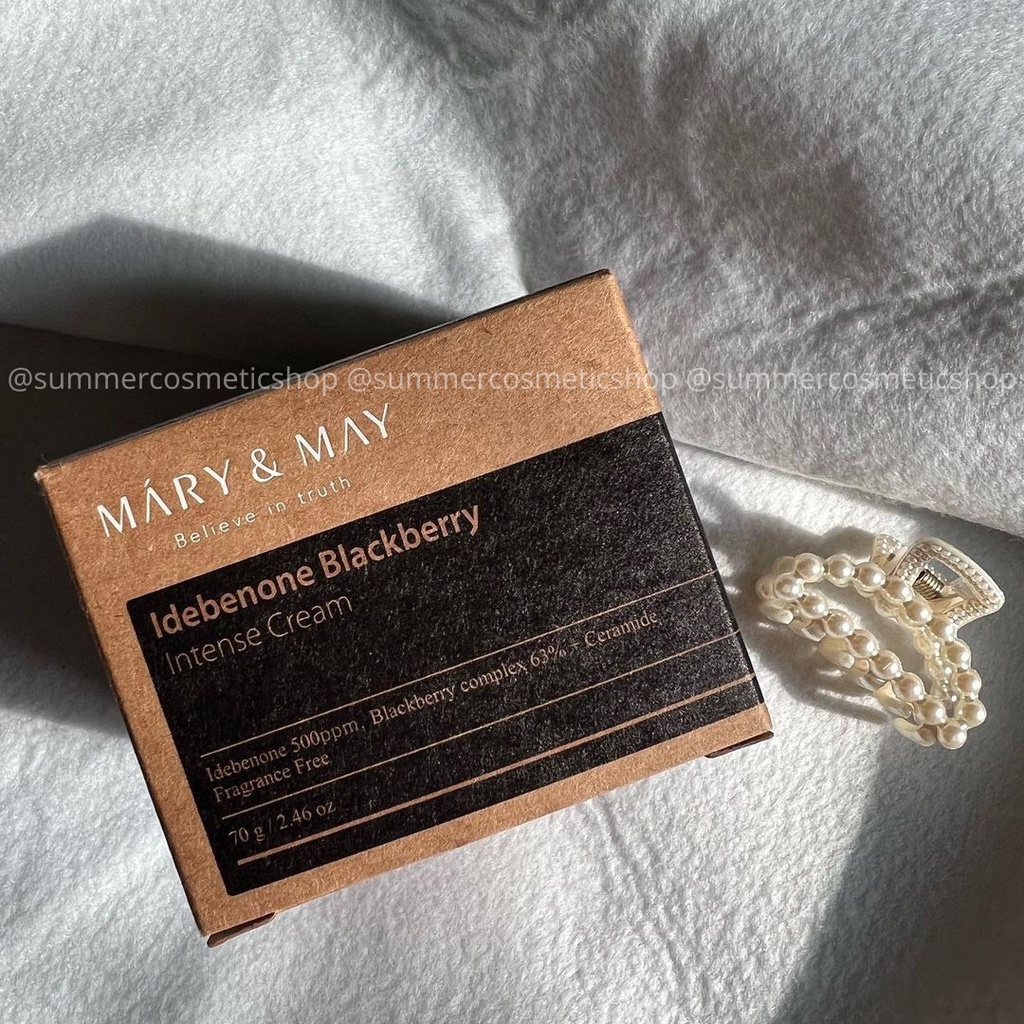 @summercosmeticshop @summercosmeticshop @summercosmeticshop
MÁRY & MAY
Believe in truth
Idebenone Blackberry
Intense Cream
Idebenone 500ppm, Blackberry complex 63% + Ceramide
Fragrance Free
70 g / 2.46 oz